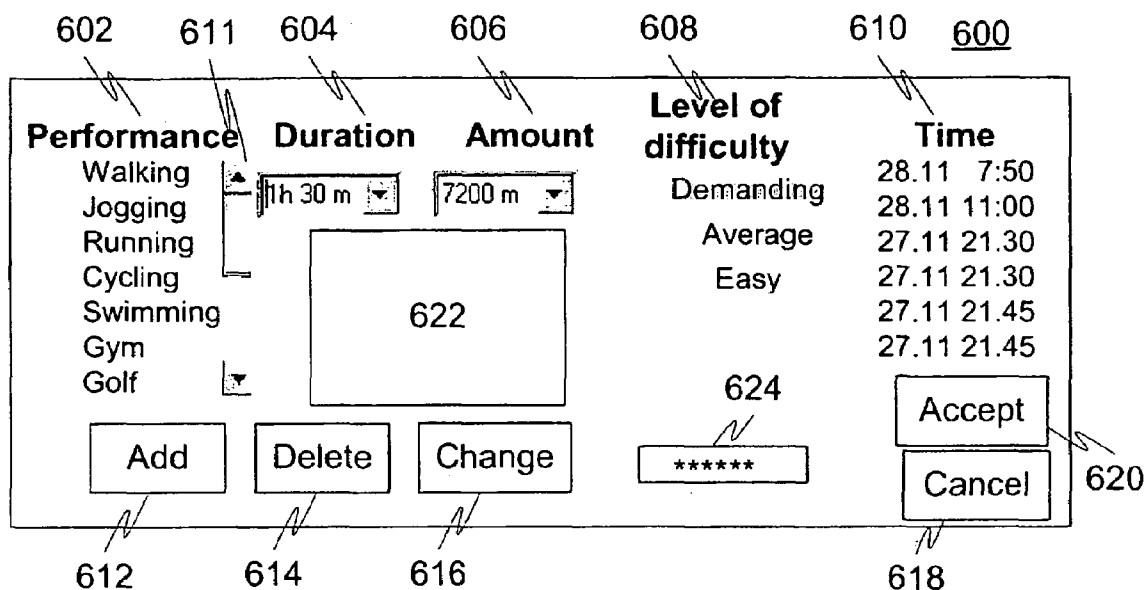 602 611 604 606 608 610 600
Performance Duration Amount Level of difficulty Time
Walking 1h 30 m 7200 m Demanding 28.11 7:50
Jogging 28.11 11:00
Running Average 27.11 21.30
Cycling Easy 27.11 21.30
Swimming 622 27.11 21.45
Gym 27.11 21.45
Golf 624 Accept
Add Delete Change ****** Cancel 620
612 614 616 618